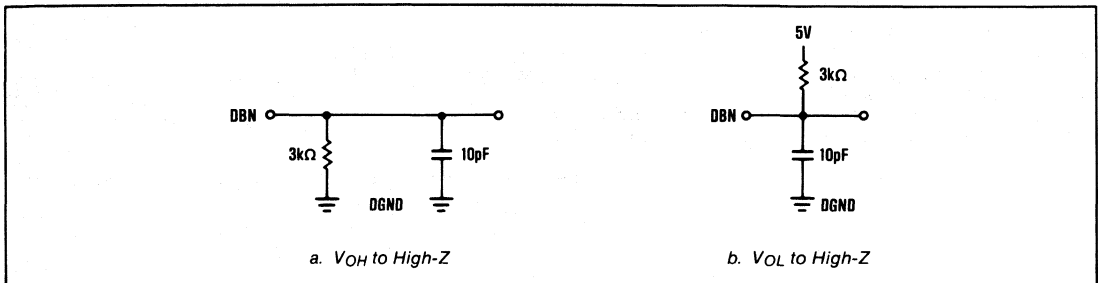 DBN
3kΩ
10pF
DGND
a. VOH to High-Z
5V
3kΩ
DBN
10pF
DGND
b. VOL to High-Z